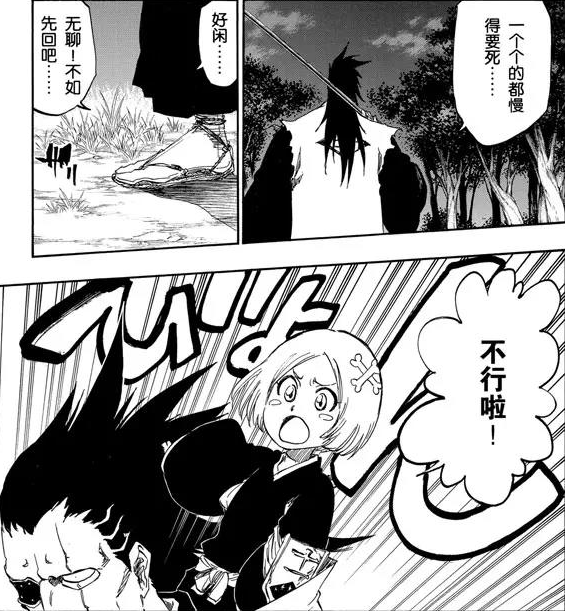 一个个的都慢
得要死……
好闲……
无聊！不如
先回吧……
不行啦！